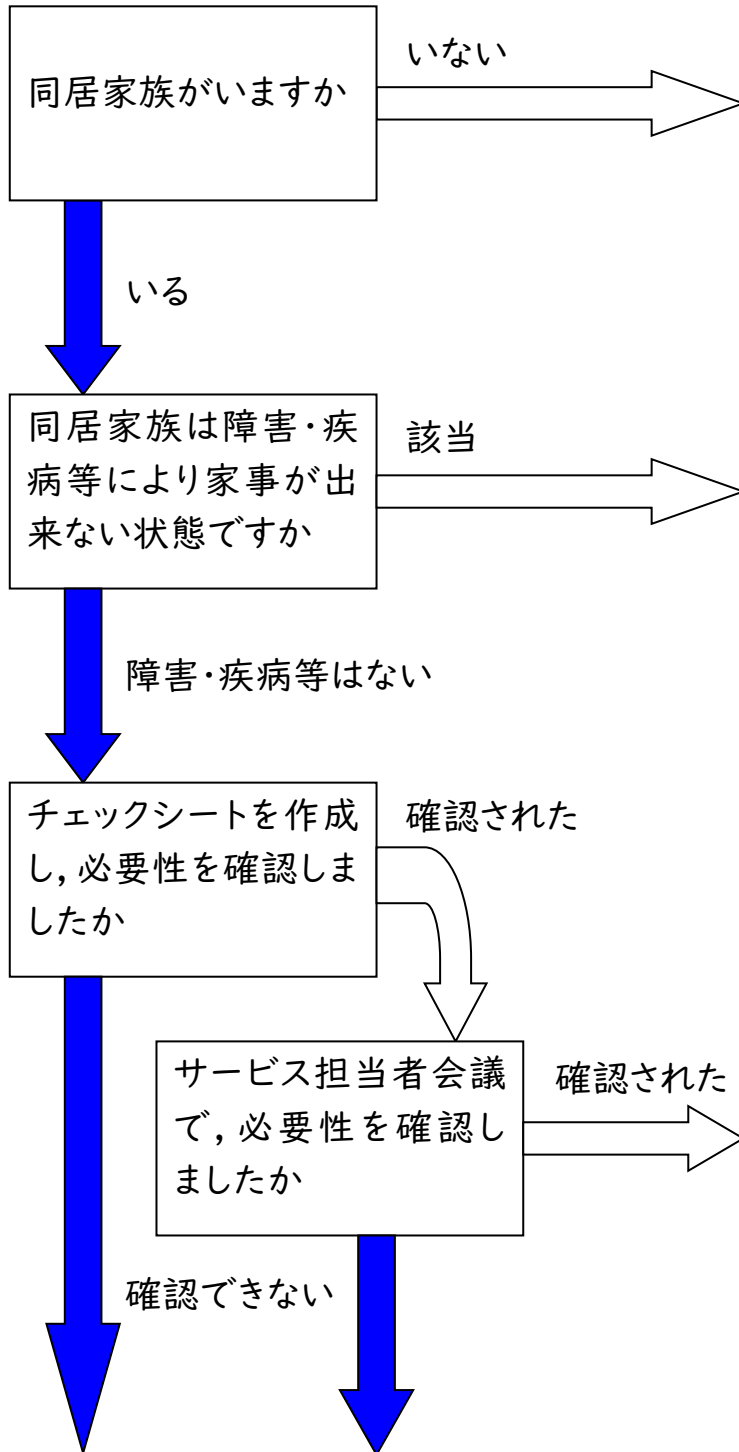 同居家族がいますか
いない
いる
同居家族は障害・疾
病等により家事が出
来ない状態ですか
該当
障害・疾病等はない
チェックシートを作成
し，必要性を確認しま
したか
確認された
サービス担当者会議
で，必要性を確認し
ましたか
確認された
確認できない